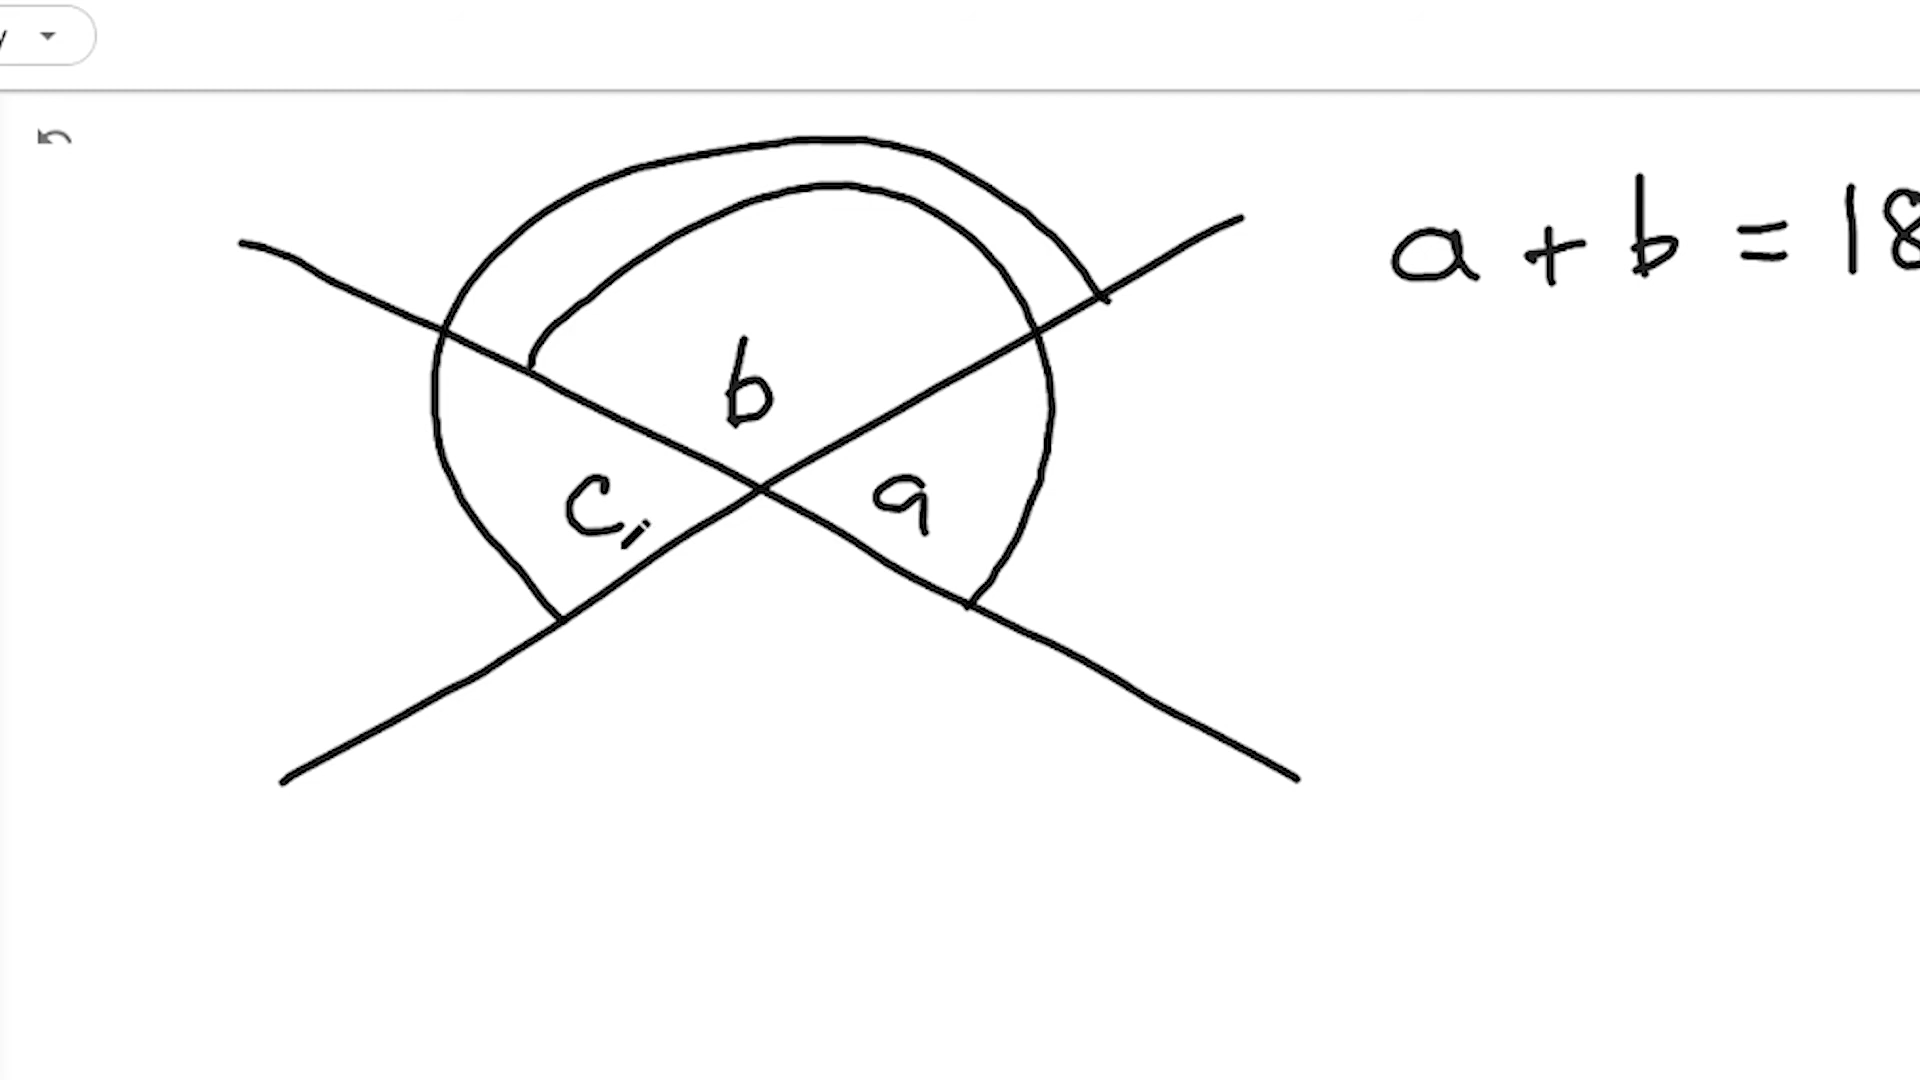 a + b = 18
b
c
a